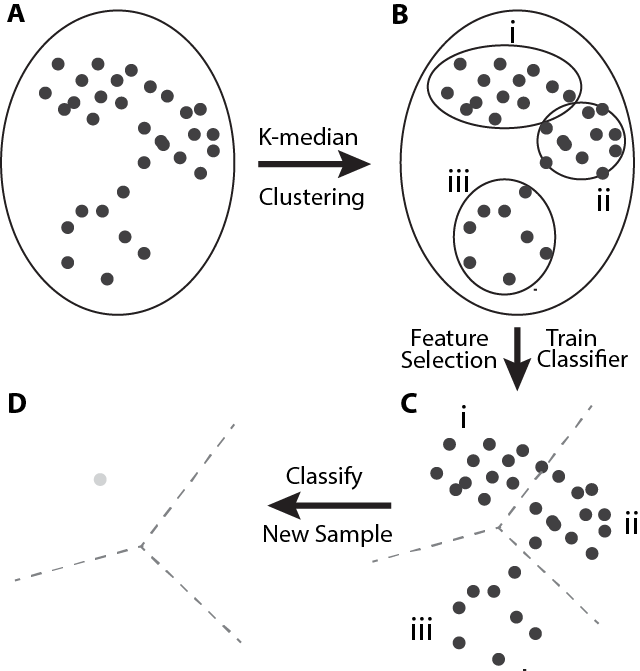 A
B
i
K-median
Clustering
ii
iii
Feature Train
Selection Classifier
D
C
i
Classify
New Sample
ii
iii